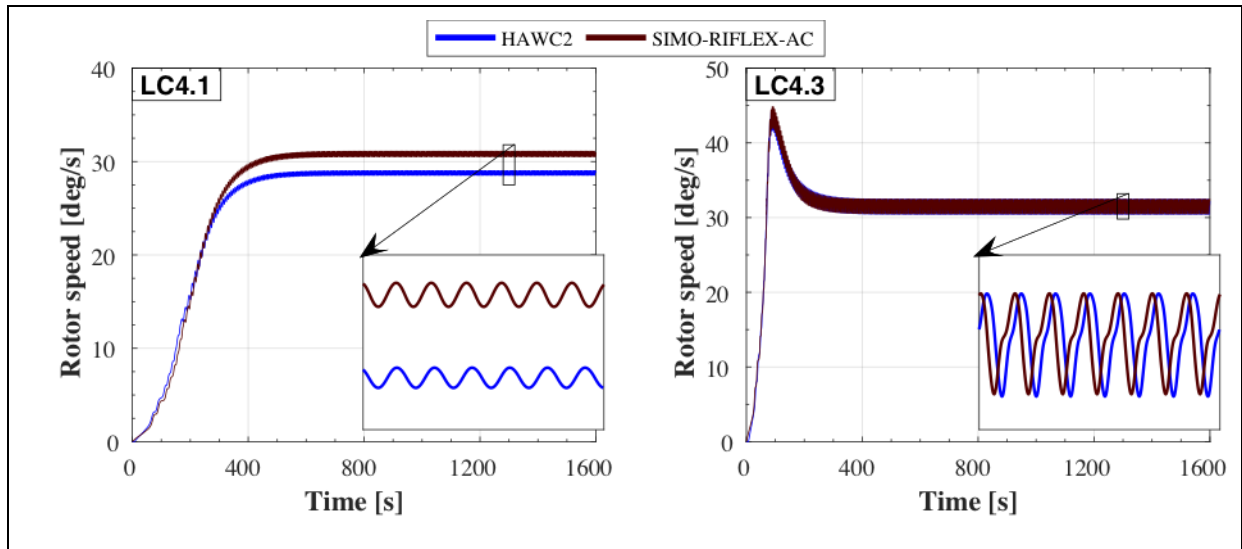 HAWC2 SIMO-RIFLEX-AC
LC4.1
40
30
20
10
0
Rotor speed [deg/s]
0 400 800 1200 1600
Time [s]
LC4.3
50
40
30
20
10
0
Rotor speed [deg/s]
0 400 800 1200 1600
Time [s]